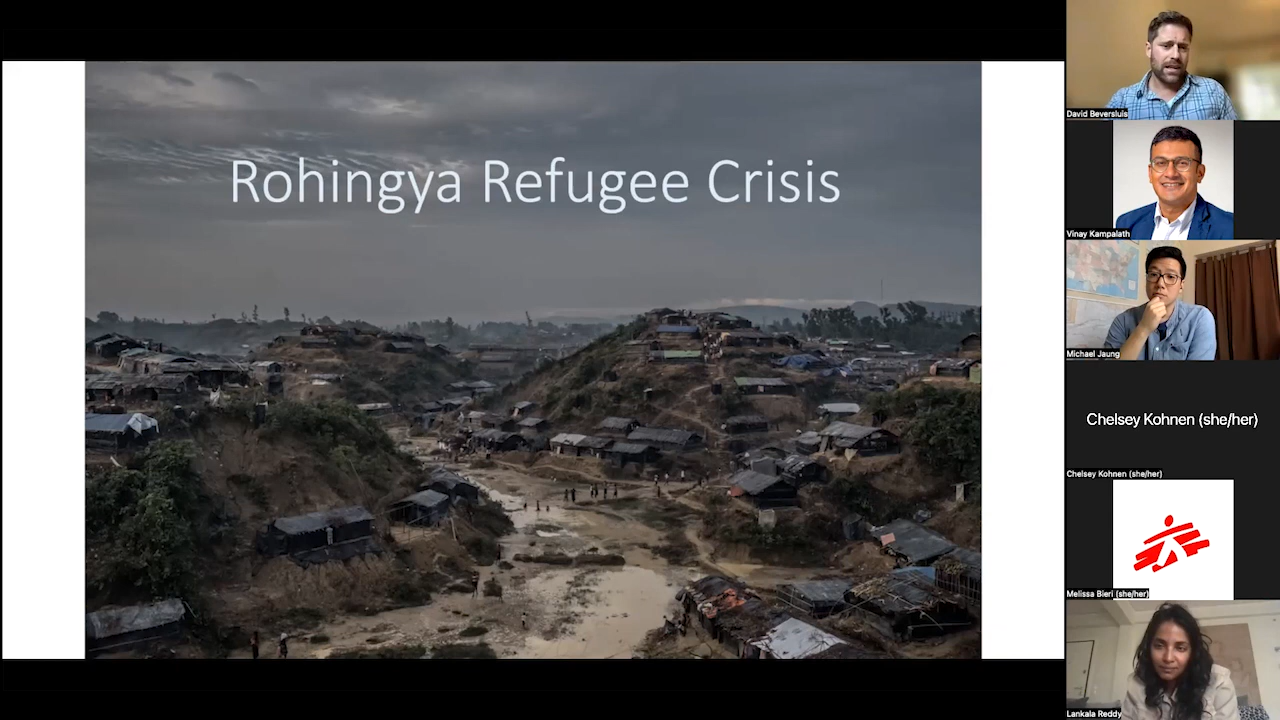 Rohingya Refugee Crisis
David Beversluis
Vinay Kampalath
Michael Jaung
Chelsey Kohnen (she/her)
Chelsey Kohnen (she/her)
Melissa Bieri (she/her)
Lankala Reddy